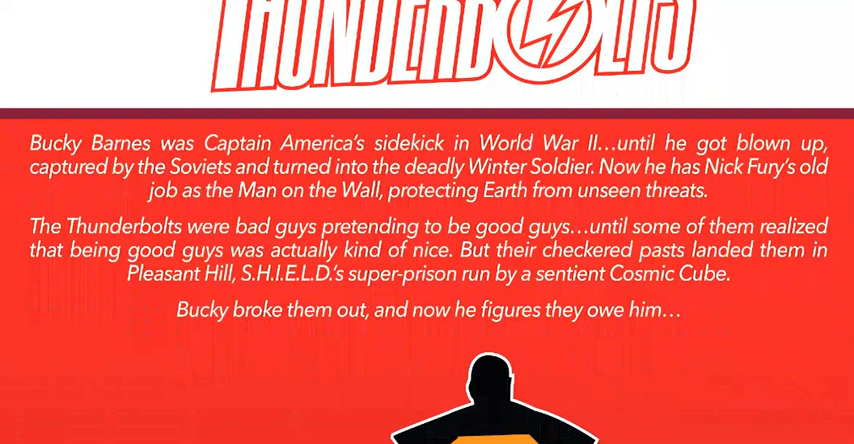 THUNDERBOLTS
Bucky Barnes was Captain America's sidekick in World War II...until he got blown up,
captured by the Soviets and turned into the deadly Winter Soldier. Now he has Nick Fury's old
job as the Man on the Wall, protecting Earth from unseen threats.
The Thunderbolts were bad guys pretending to be good guys...until some of them realized
that being good guys was actually kind of nice. But their checkered pasts landed them in
Pleasant Hill, S.H.I.E.L.D.'s super-prison run by a sentient Cosmic Cube.
Bucky broke them out, and now he figures they owe him...